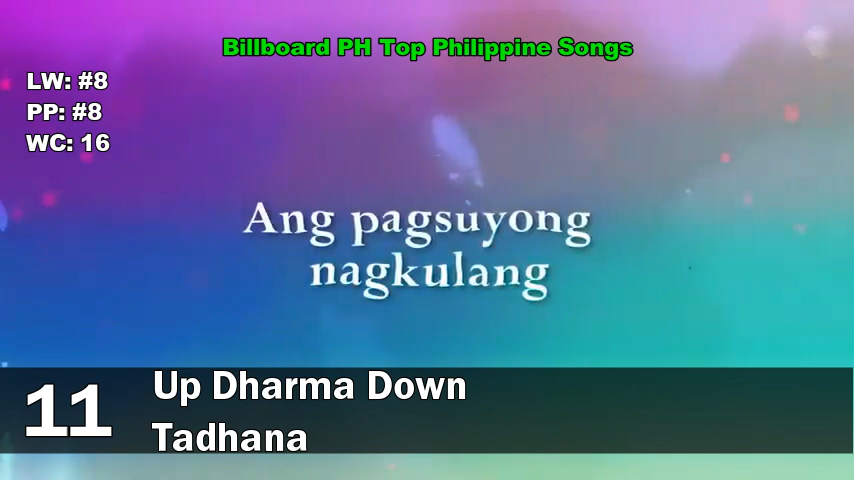 Billboard PH Top Philippine Songs
LW: #8
PP: #8
WC: 16
Ang pagsuyong
nagkulang
11
Up Dharma Down
Tadhana